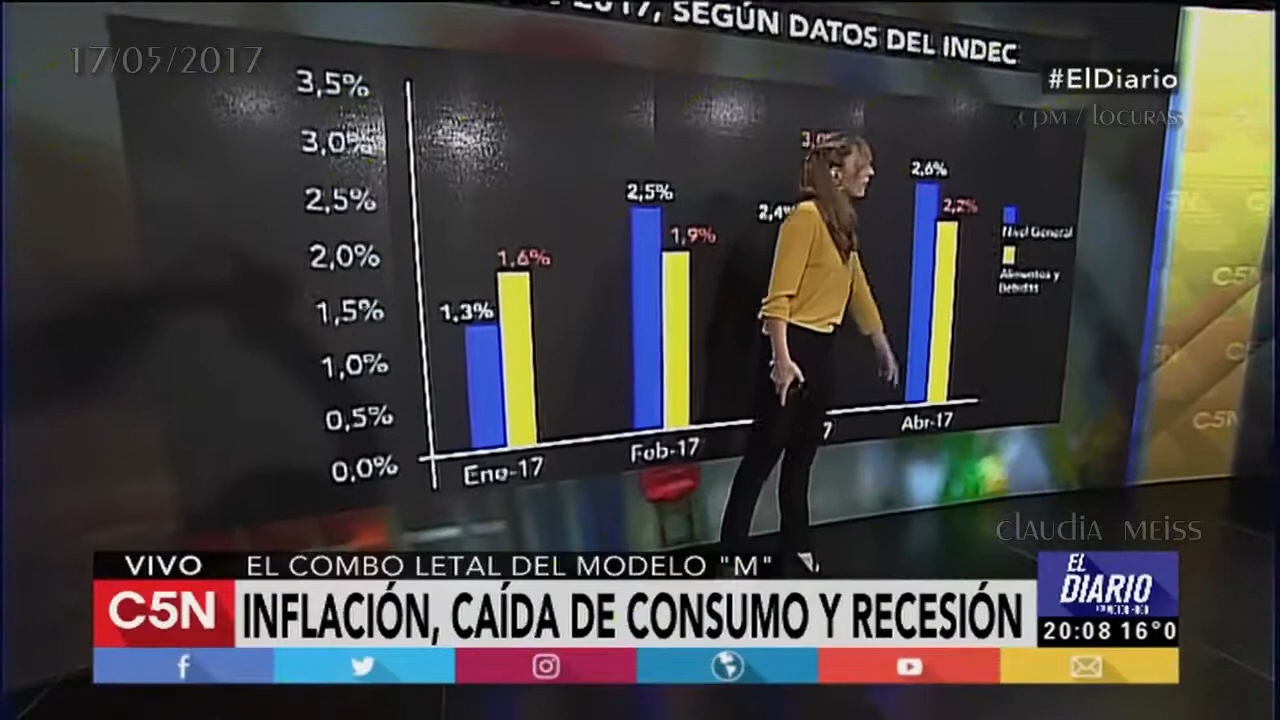 2017, SEGÚN DATOS DEL INDEC
17/05/2017
#ElDiario
cpm / locuras
3,5%
3,0%
2,5%
2,0%
1,5%
1,0%
0,5%
0,0%
1,3%
1,6%
2,5%
1,9%
2,4%
3,0%
2,6%
2,2%
Nivel General
Alimentos y
Bebidas
Ene-17
Feb-17
7
Abr-17
C5N
C5N
claudia meiss
VIVO
EL COMBO LETAL DEL MODELO "M"
C5N
INFLACIÓN, CAÍDA DE CONSUMO Y RECESIÓN
EL
DIARIO
20:08 16°0